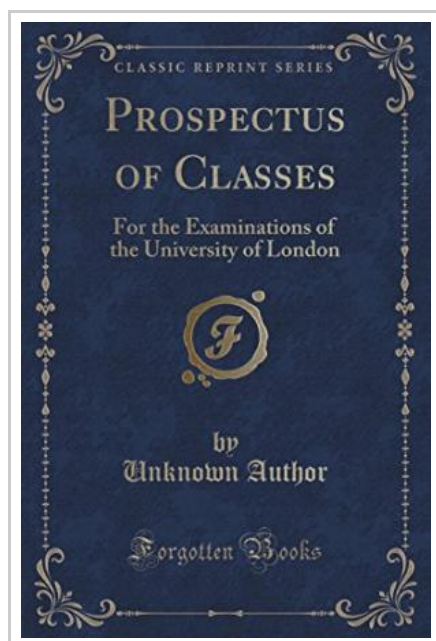 CLASSIC REPRINT SERIES
PROSPECTUS
OF CLASSES
For the Examinations of
the University of London
F
by
Unknown Author
Forgotten Books